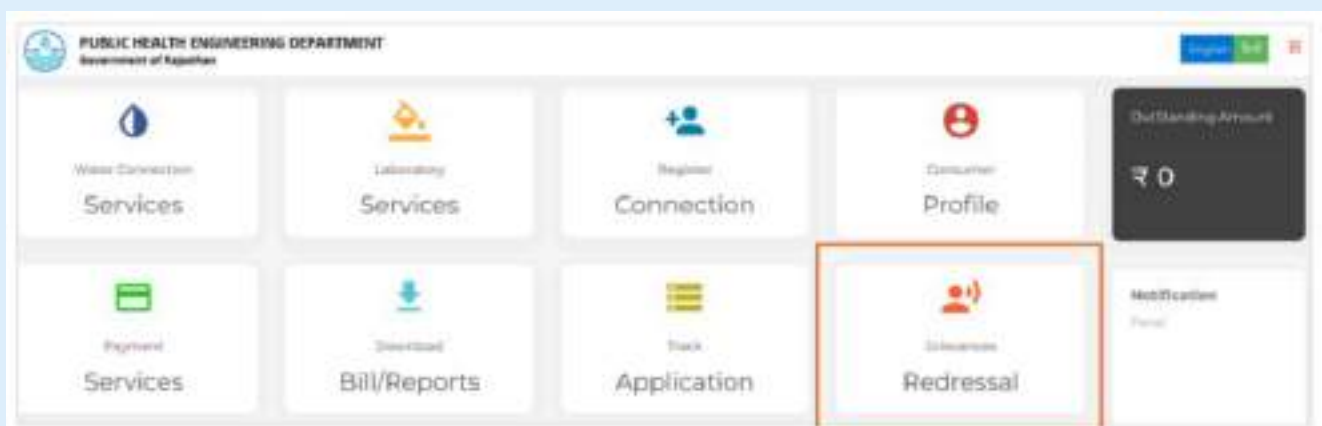 PUBLIC HEALTH ENGINEERING DEPARTMENT
Government of Rajasthan
English हिन्दी
Water Connection
Services
Laboratory
Services
Register
Connection
Consumer
Profile
Outstanding Amount
₹ 0
Payment
Services
Download
Bill/Reports
Track
Application
Grievances
Redressal
Notification